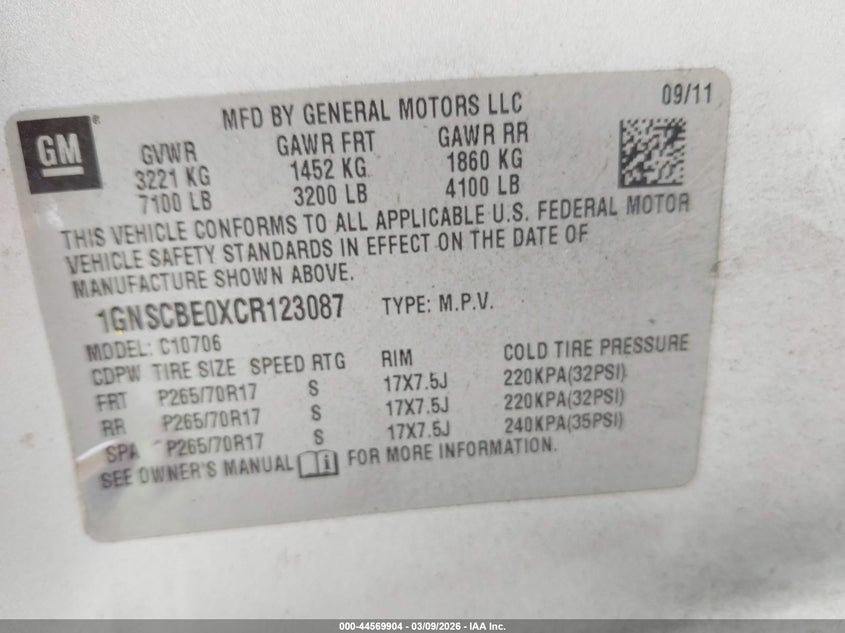 GM
®
MFD BY GENERAL MOTORS LLC 09/11
GVWR GAWR FRT GAWR RR
3221 KG 1452 KG 1860 KG
7100 LB 3200 LB 4100 LB
THIS VEHICLE CONFORMS TO ALL APPLICABLE U.S. FEDERAL MOTOR
VEHICLE SAFETY STANDARDS IN EFFECT ON THE DATE OF
MANUFACTURE SHOWN ABOVE.
1GNSCBE0XCR123087 TYPE: M.P.V.
MODEL: C10706
CDPW TIRE SIZE SPEED RTG RIM COLD TIRE PRESSURE
FRT P265/70R17 S 17X7.5J 220KPA(32PSI)
RR P265/70R17 S 17X7.5J 220KPA(32PSI)
SPA P265/70R17 S 17X7.5J 240KPA(35PSI)
SEE OWNER'S MANUAL i FOR MORE INFORMATION.
000-44569904 - 03/09/2026 - IAA Inc.